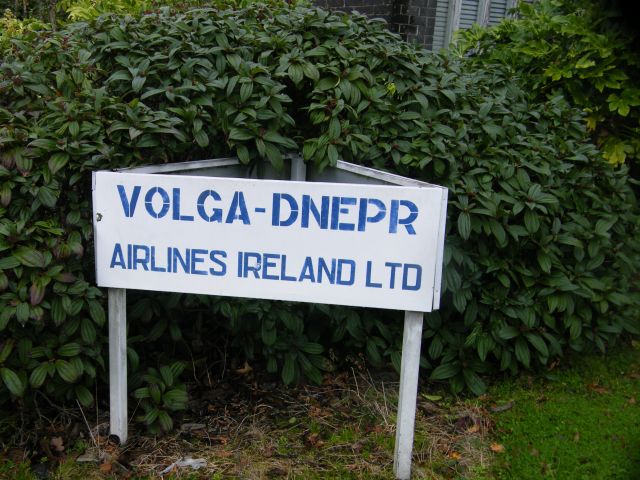 VOLGA-DNEPR
AIRLINES IRELAND LTD